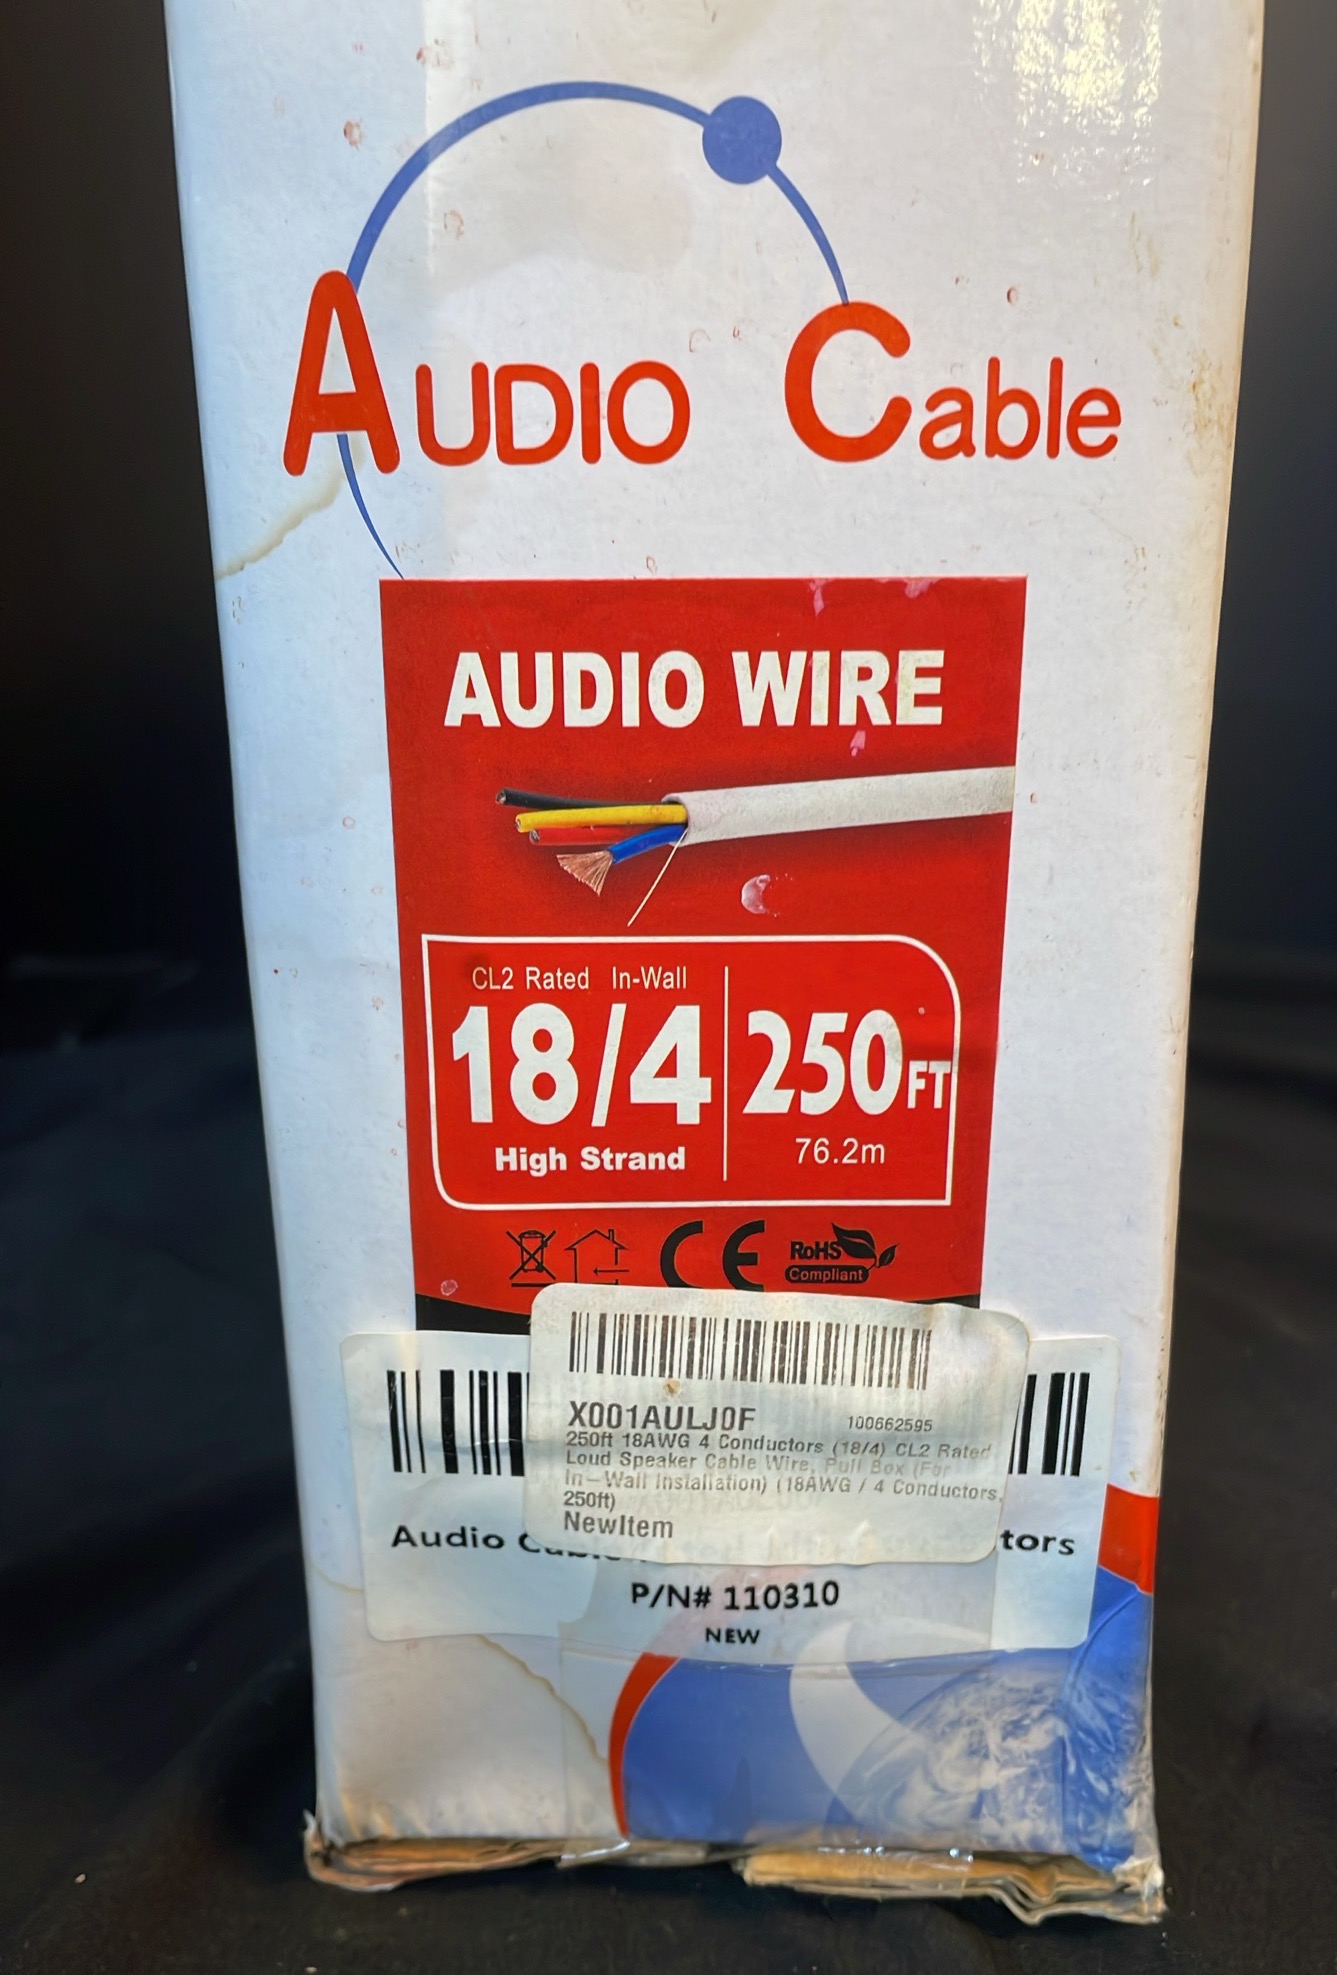 AUDIO Cable
AUDIO WIRE
CL2 Rated In-Wall
18/4
High Strand
250FT
76.2m
CE
RoHS
Compliant
X001AULJ0F 100662595
250ft 18AWG 4 Conductors (18/4) CL2 Rated
Loud Speaker Cable Wire, Pull Box (For
In-Wall Installation) (18AWG / 4 Conductors,
250ft)
NewItem
Audio tors
P/N# 110310
NEW